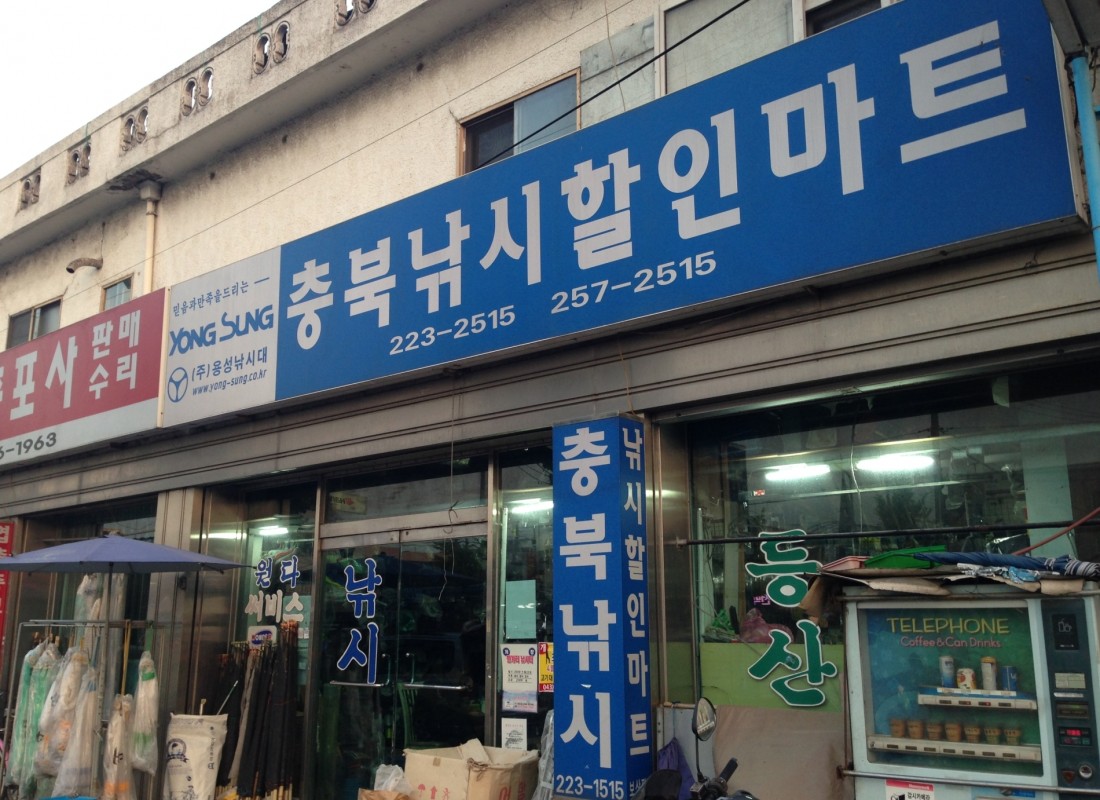 믿음과만족을드리는
YONG SUNG
(주)용성낚시대
www.yong-sung.co.kr
충북낚시할인마트
223-2515 257-2515
포사
판매
수리
-1963
원다
써비스
낚시
충북낚시
223-1515
낚시할인마트
등산
TELEPHONE
Coffee & Can Drinks